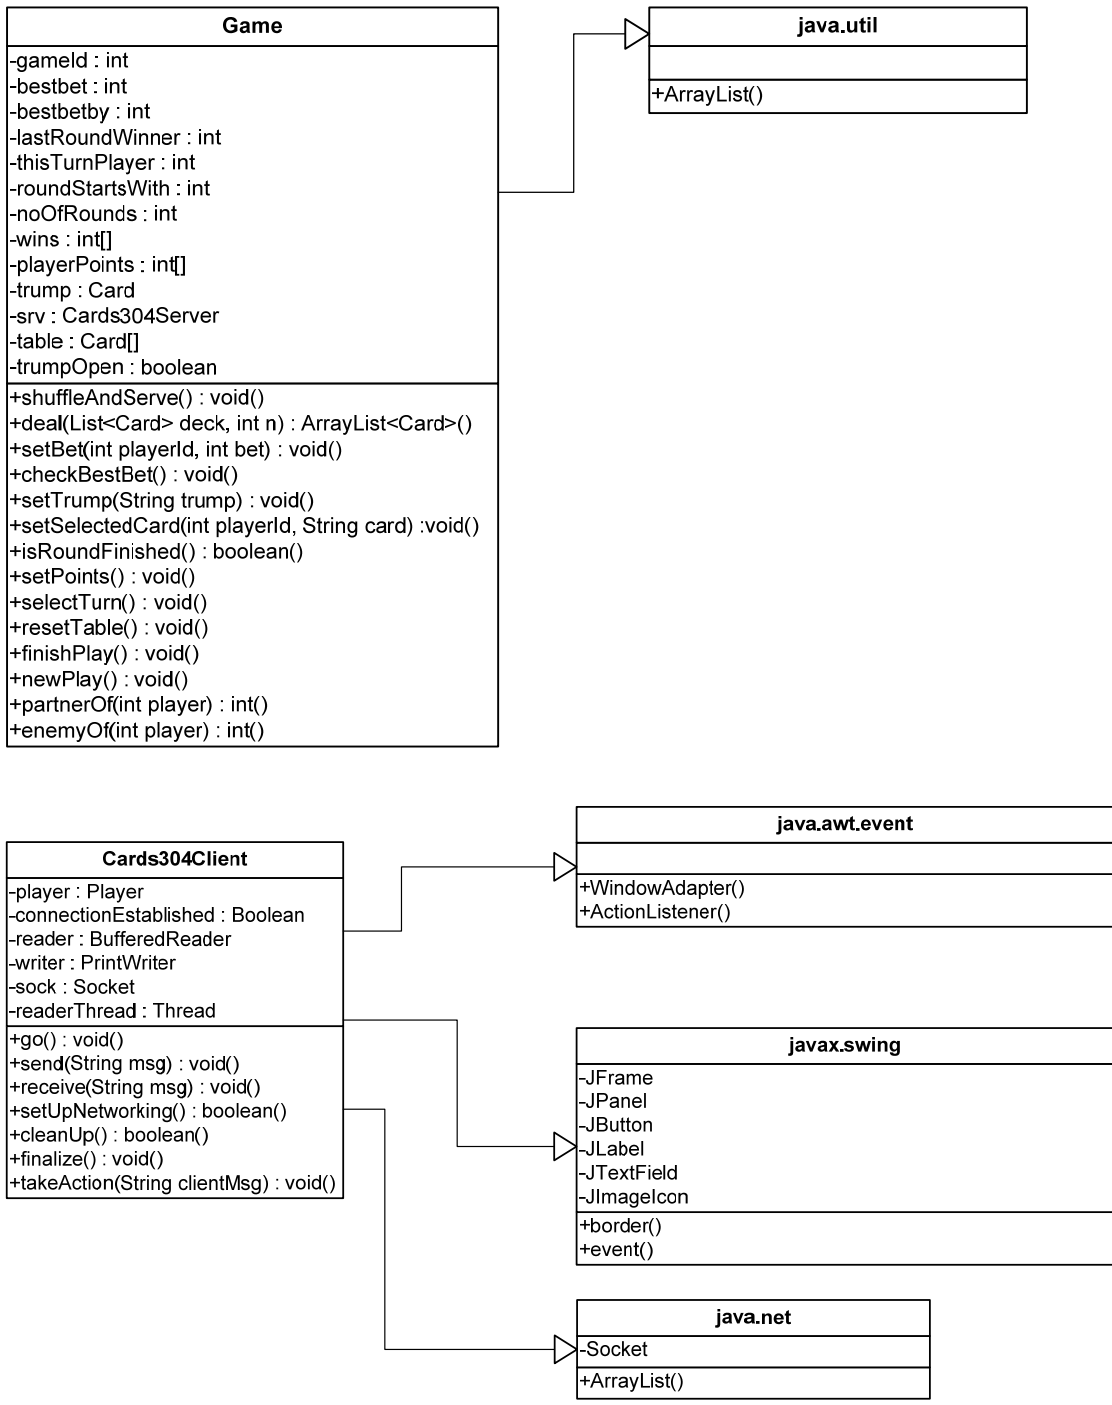 Game
-gameId : int
-bestbet : int
-bestbetby : int
-lastRoundWinner : int
-thisTurnPlayer : int
-roundStartsWith : int
-noOfRounds : int
-wins : int[]
-playerPoints : int[]
-trump : Card
-srv : Cards304Server
-table : Card[]
-trumpOpen : boolean
+shuffleAndServe() : void()
+deal(List<Card> deck, int n) : ArrayList<Card>()
+setBet(int playerId, int bet) : void()
+checkBestBet() : void()
+setTrump(String trump) : void()
+setSelectedCard(int playerId, String card) :void()
+isRoundFinished() : boolean()
+setPoints() : void()
+selectTurn() : void()
+resetTable() : void()
+finishPlay() : void()
+newPlay() : void()
+partnerOf(int player) : int()
+enemyOf(int player) : int()
java.util
+ArrayList()
Cards304Client
-player : Player
-connectionEstablished : Boolean
-reader : BufferedReader
-writer : PrintWriter
-sock : Socket
-readerThread : Thread
+go() : void()
+send(String msg) : void()
+receive(String msg) : void()
+setUpNetworking() : boolean()
+cleanUp() : boolean()
+finalize() : void()
+takeAction(String clientMsg) : void()
java.awt.event
+WindowAdapter()
+ActionListener()
javax.swing
-JFrame
-JPanel
-JButton
-JLabel
-JTextField
-JImageIcon
+border()
+event()
java.net
-Socket
+ArrayList()